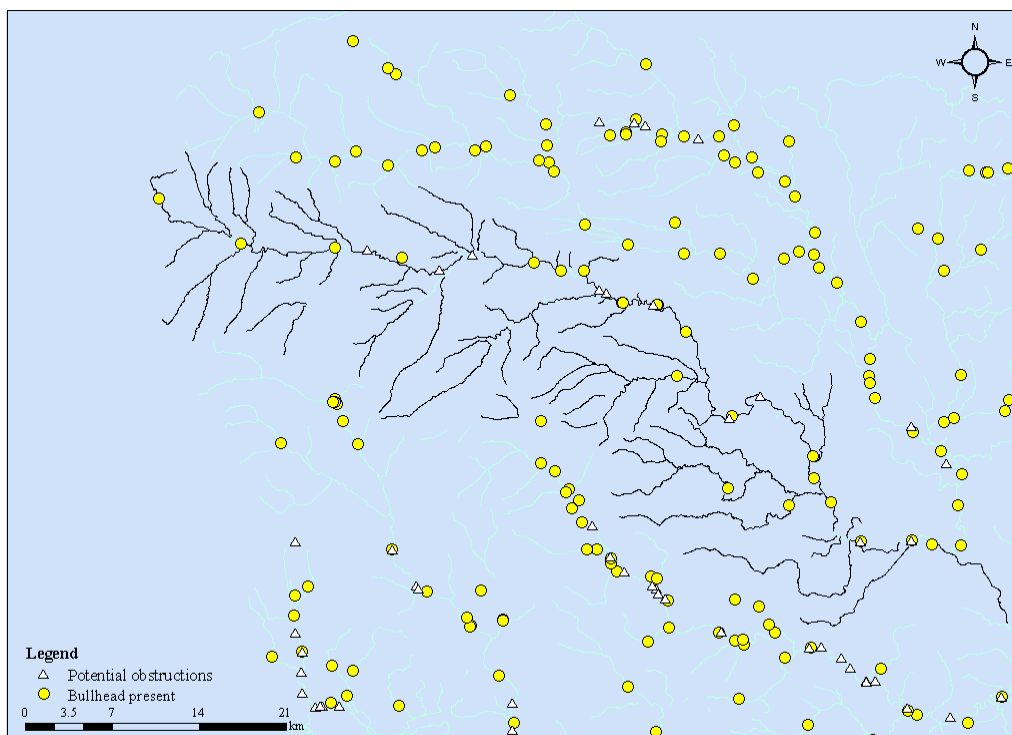 N
W E
S
Legend
Potential obstructions
Bullhead present
0 3.5 7 14 21
km